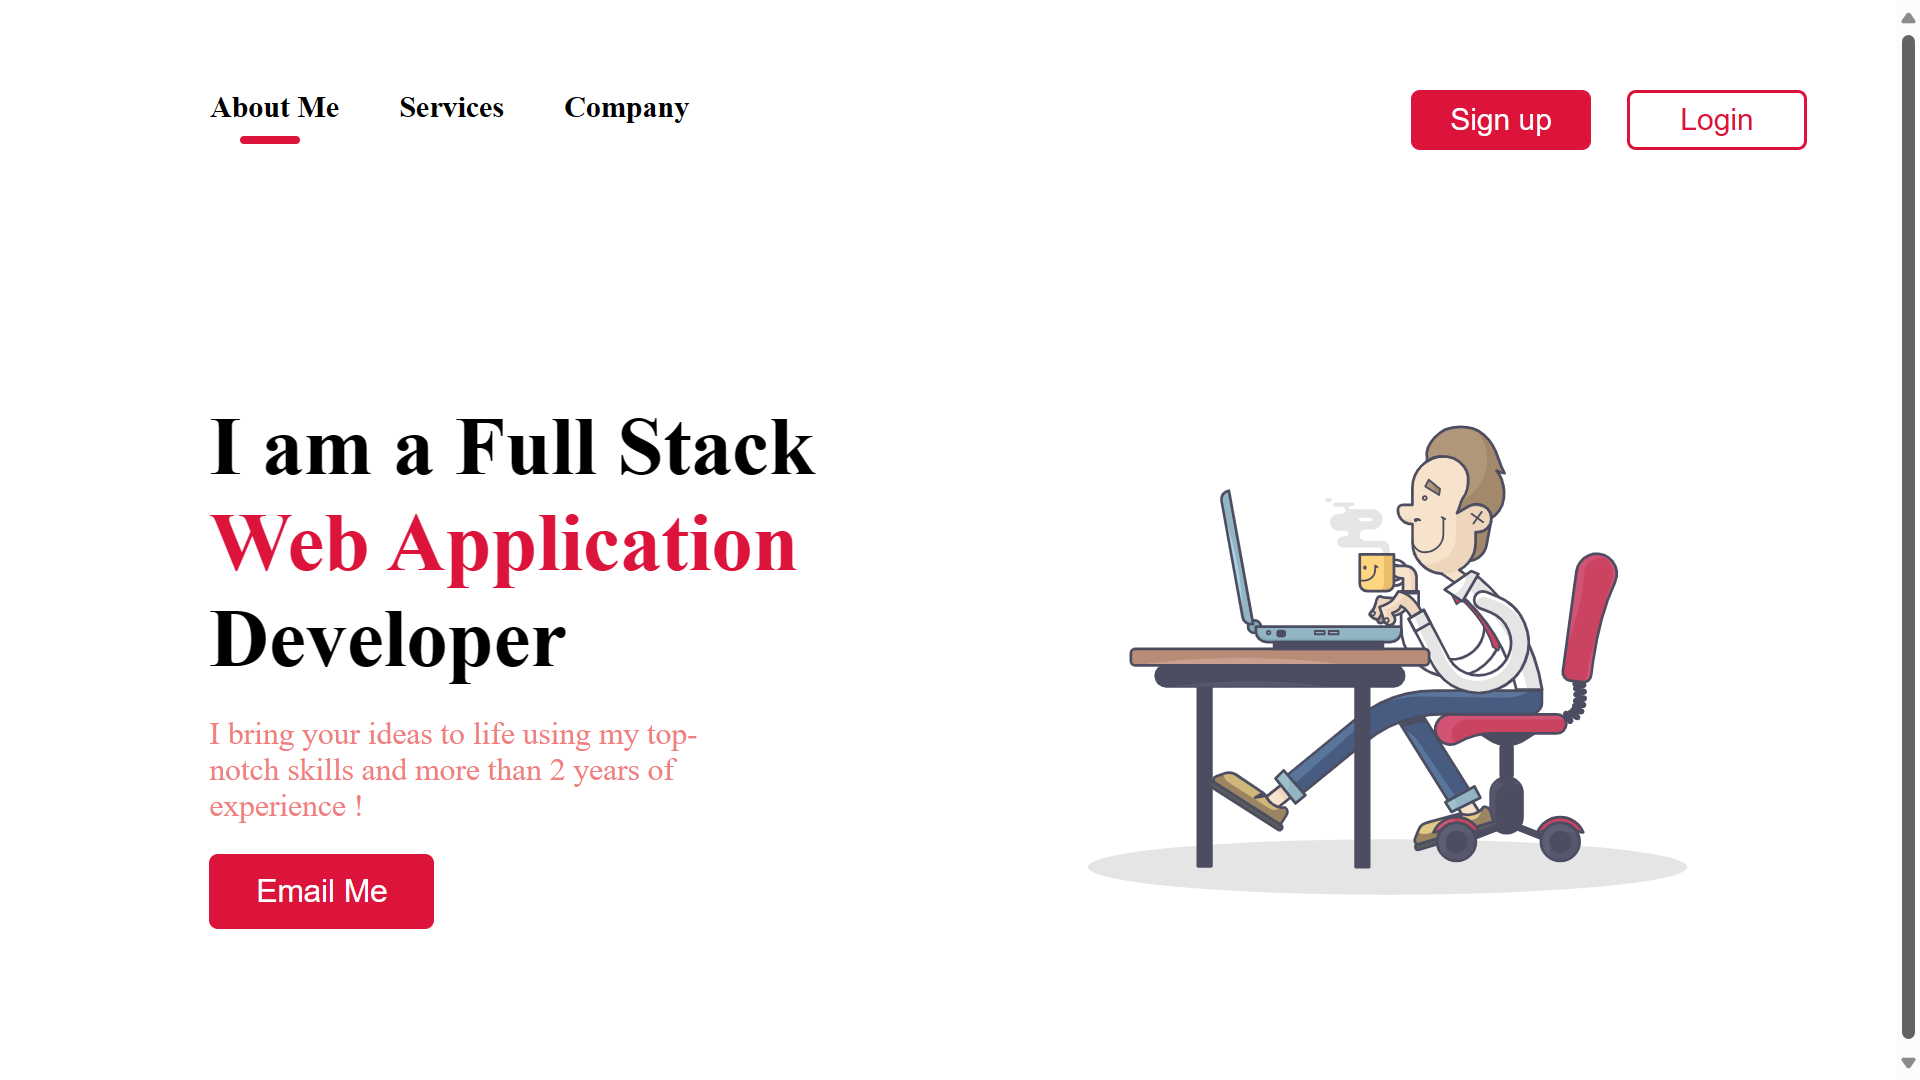 About Me Services Company Sign up Login
I am a Full Stack
Web Application
Developer
I bring your ideas to life using my top-
notch skills and more than 2 years of
experience !
Email Me